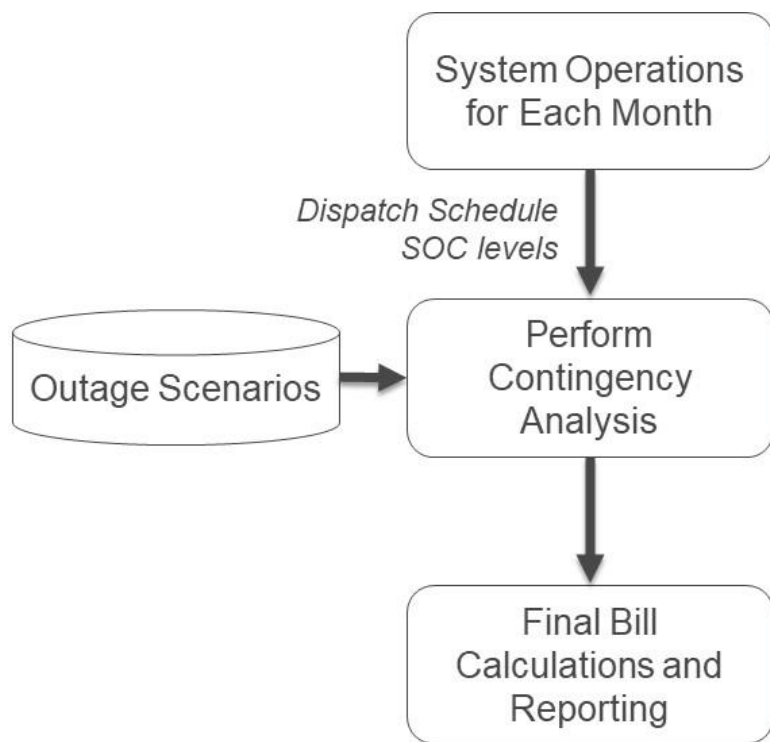 System Operations
for Each Month
Dispatch Schedule
SOC levels
Outage Scenarios
Perform
Contingency
Analysis
Final Bill
Calculations and
Reporting